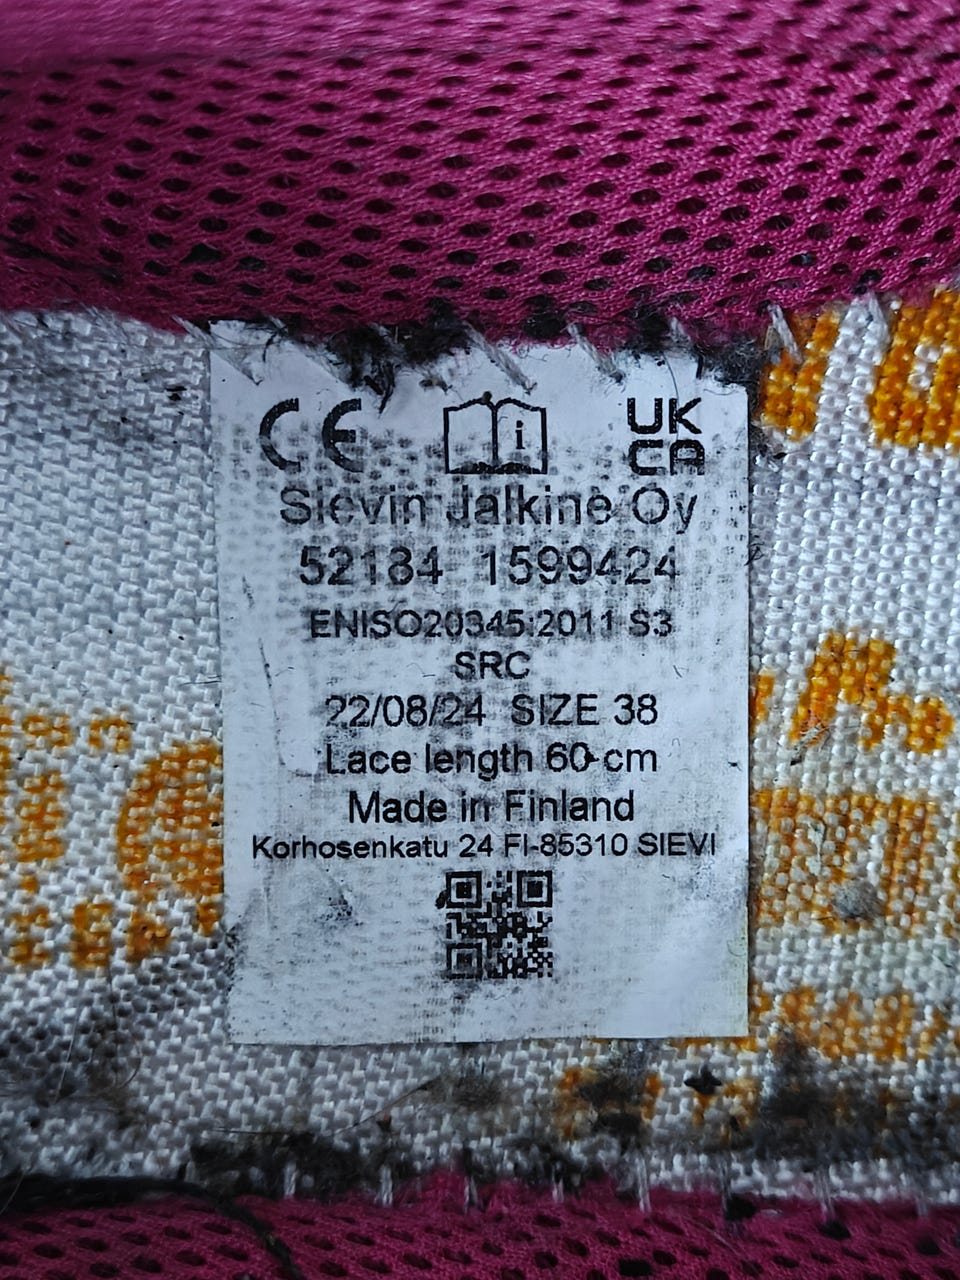 CE i UK CA
Sievin Jalkine Oy
52184 1599424
ENISO20345:2011 S3
SRC
22/08/24 SIZE 38
Lace length 60 cm
Made in Finland
Korhosenkatu 24 FI-85310 SIEVI